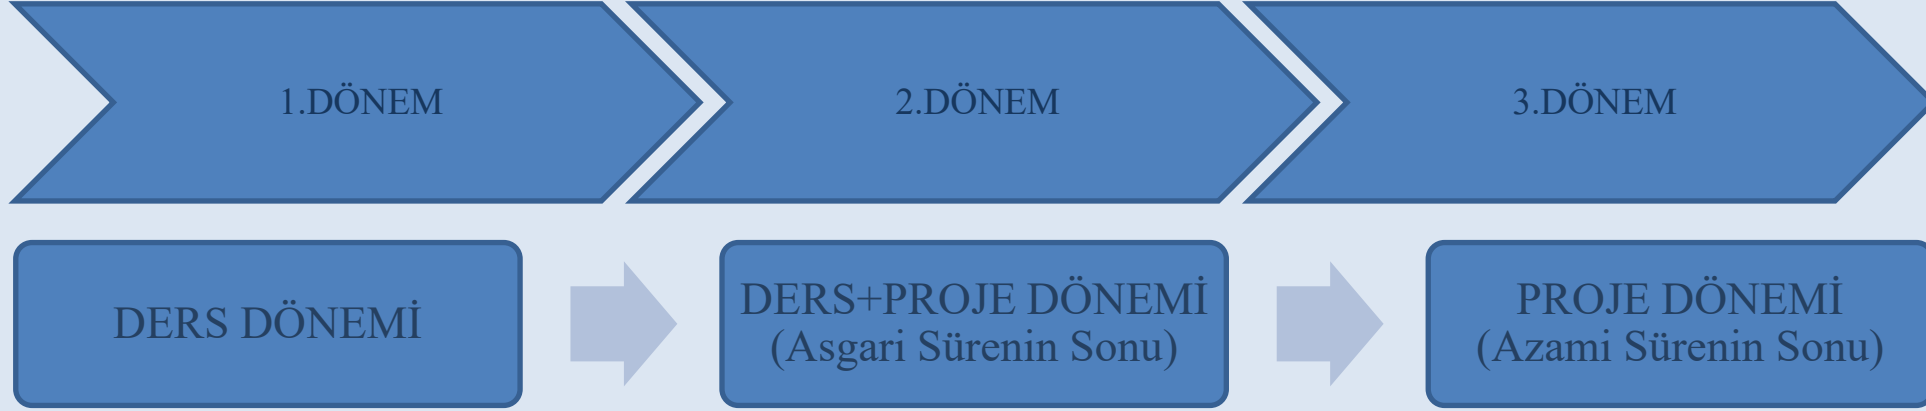 1.DÖNEM
2.DÖNEM
3.DÖNEM
DERS DÖNEMİ
DERS+PROJE DÖNEMİ
(Asgari Sürenin Sonu)
PROJE DÖNEMİ
(Azami Sürenin Sonu)